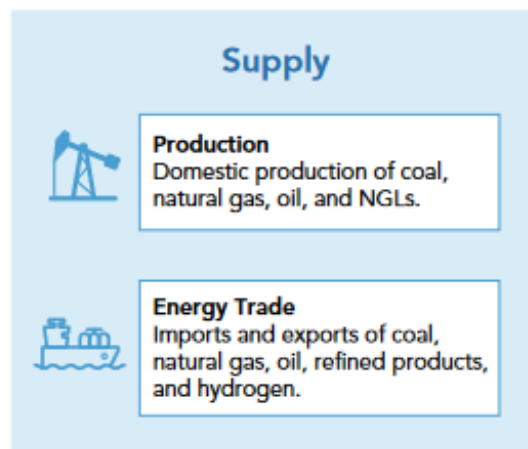 Supply
Production
Domestic production of coal,
natural gas, oil, and NGLs.
Energy Trade
Imports and exports of coal,
natural gas, oil, refined products,
and hydrogen.